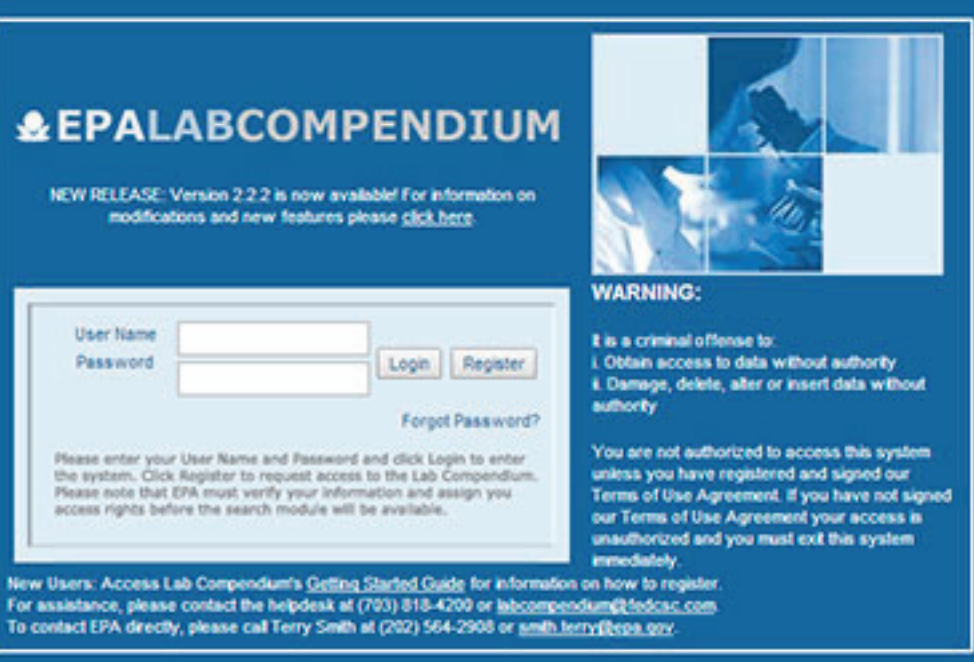 EPALABCOMPENDIUM
NEW RELEASE: Version 2.2.2 is now available! For information on
modifications and new features please click here.
User Name
Password
Login
Register
Forgot Password?
Please enter your User Name and Password and click Login to enter
the system. Click Register to request access to the Lab Compendium.
Please note that EPA must verify your information and assign you
access rights before the search module will be available.
WARNING:
It is a criminal offense to:
i. Obtain access to data without authority
ii. Damage, delete, alter or insert data without
authority
You are not authorized to access this system
unless you have registered and signed our
Terms of Use Agreement. If you have not signed
our Terms of Use Agreement your access is
unauthorized and you must exit this system
immediately.
New Users: Access Lab Compendium's Getting Started Guide for information on how to register.
For assistance, please contact the helpdesk at (703) 818-4200 or labcompendium@fedcsc.com.
To contact EPA directly, please call Terry Smith at (202) 564-2908 or smith.terry@epa.gov.